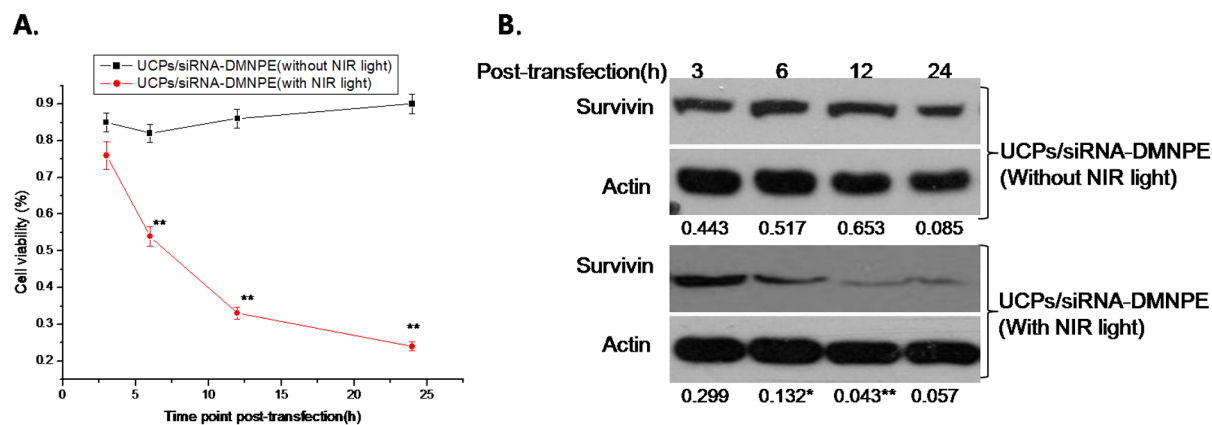 A.
UCPs/siRNA-DMNPE(without NIR light)
UCPs/siRNA-DMNPE(with NIR light)
Cell viability (%)
0.9
0.8
0.7
0.6
0.5
0.4
0.3
0.2
**
**
**
0
5
10
15
20
25
Time point post-transfection(h)
B.
Post-transfection(h) 3 6 12 24
Survivin
Actin
0.443 0.517 0.653 0.085
UCPs/siRNA-DMNPE
(Without NIR light)
Survivin
Actin
0.299 0.132* 0.043** 0.057
UCPs/siRNA-DMNPE
(With NIR light)